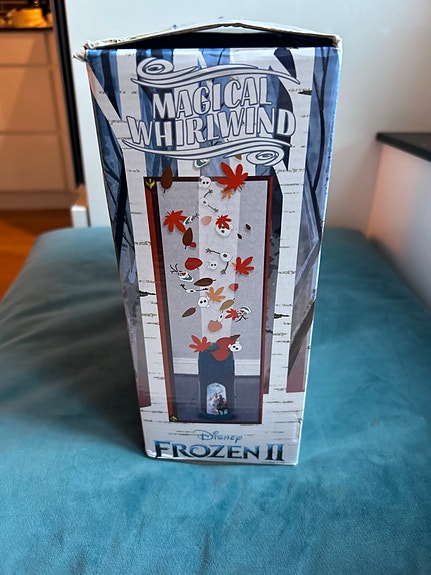 MAGICAL
WHIRLWIND
Disney
FROZEN II